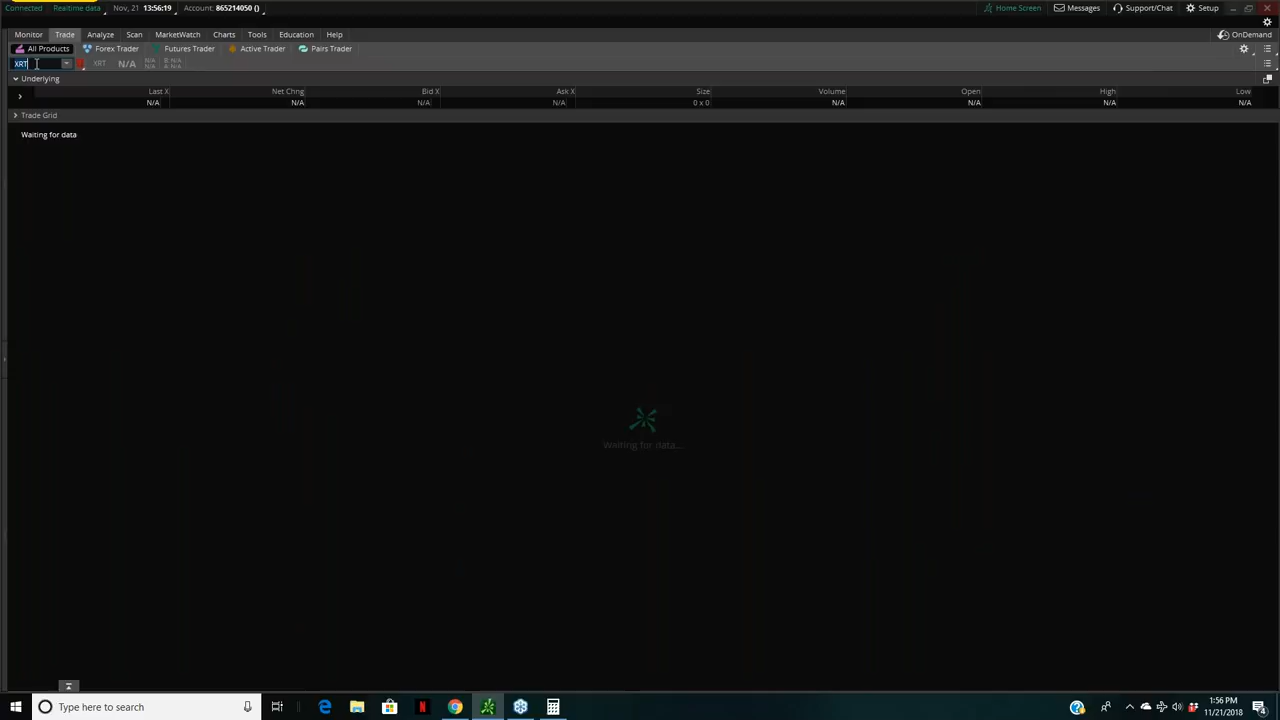 Connected Realtime data Nov, 21 13:56:19 Account: 865214050 () Home Screen Messages Support/Chat Setup
Monitor Trade Analyze Scan MarketWatch Charts Tools Education Help OnDemand
All Products Forex Trader Futures Trader Active Trader Pairs Trader
XRT XRT N/A N/A N/A B: N/A A: N/A
Underlying
Last X Net Chng Bid X Ask X Size Volume Open High Low
N/A N/A N/A N/A 0 x 0 N/A N/A N/A N/A
Trade Grid
Waiting for data
Waiting for data...
Type here to search
1:56 PM
11/21/2018